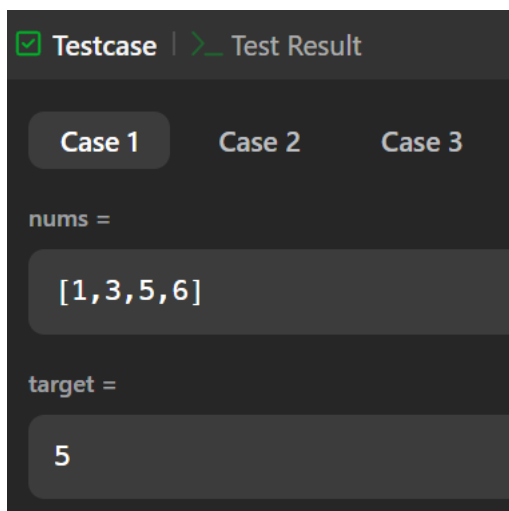 Testcase | >_ Test Result
Case 1 Case 2 Case 3
nums =
[1,3,5,6]
target =
5